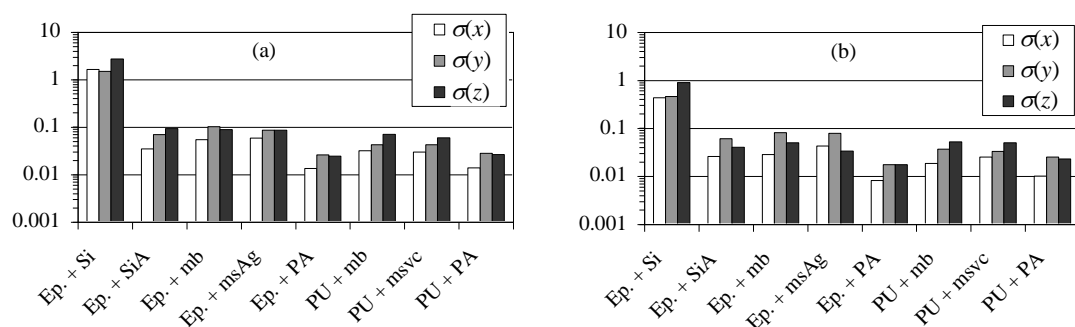 10
1
0.1
0.01
0.001
(a)
σ(x)
σ(y)
σ(z)
Ep. + Si
Ep. + SiA
Ep. + mb
Ep. + msAg
Ep. + PA
PU + mb
PU + msvc
PU + PA
10
1
0.1
0.01
0.001
(b)
σ(x)
σ(y)
σ(z)
Ep. + Si
Ep. + SiA
Ep. + mb
Ep. + msAg
Ep. + PA
PU + mb
PU + msvc
PU + PA